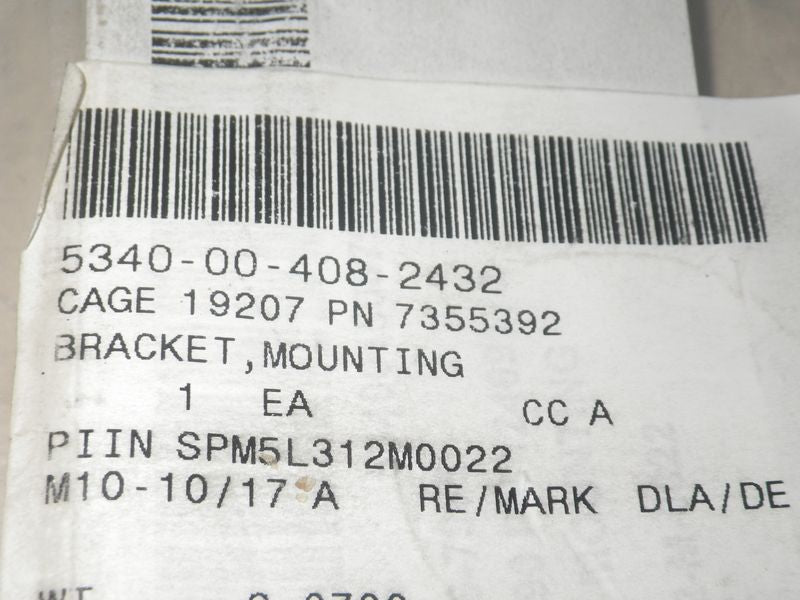 5340-00-408-2432
CAGE 19207 PN 7355392
BRACKET,MOUNTING
1 EA CC A
PIIN SPM5L312M0022
M10-10/17 A RE/MARK DLA/DE